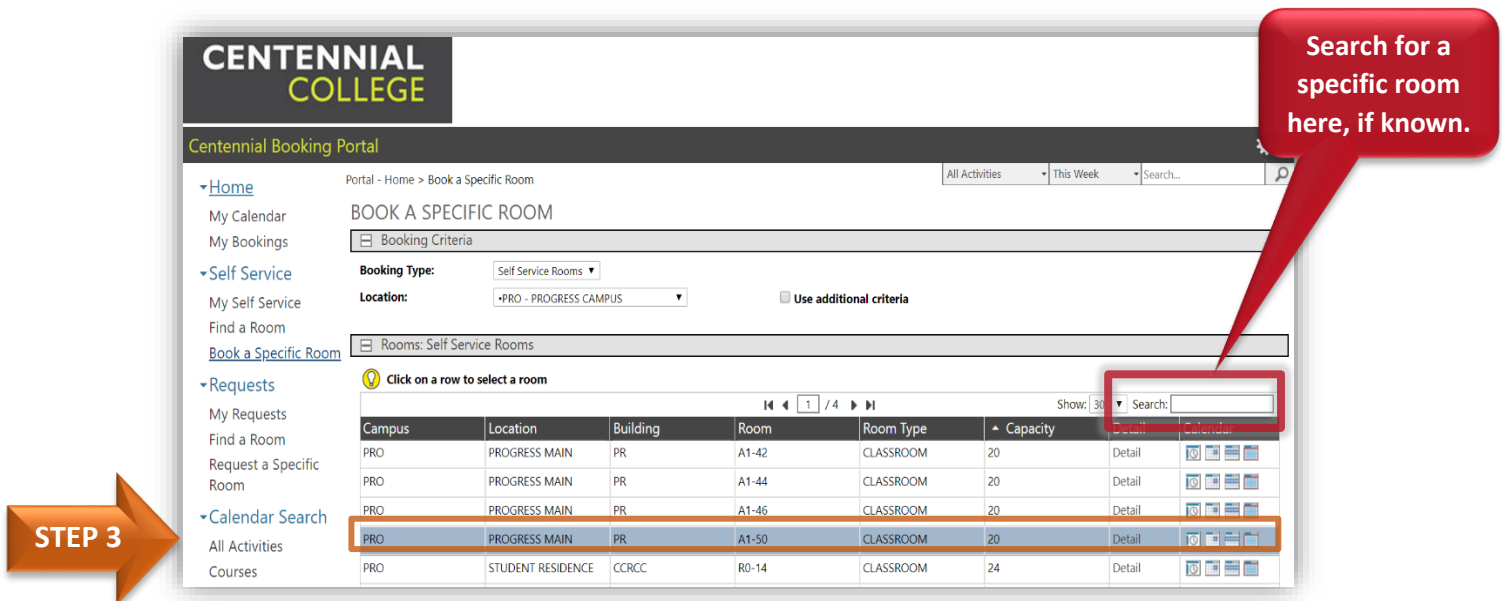 CENTENNIAL
COLLEGE
Search for a
specific room
here, if known.
Centennial Booking Portal
Home
My Calendar
My Bookings
Self Service
My Self Service
Find a Room
Book a Specific Room
Requests
My Requests
Find a Room
Request a Specific
Room
Calendar Search
All Activities
Courses
Portal - Home > Book a Specific Room
All Activities This Week Search...
BOOK A SPECIFIC ROOM
Booking Criteria
Booking Type: Self Service Rooms
Location: •PRO - PROGRESS CAMPUS Use additional criteria
Rooms: Self Service Rooms
Click on a row to select a room
1 / 4 Show: 30 Search:
Campus Location Building Room Room Type Capacity Detail Calendar
PRO PROGRESS MAIN PR A1-42 CLASSROOM 20 Detail
PRO PROGRESS MAIN PR A1-44 CLASSROOM 20 Detail
PRO PROGRESS MAIN PR A1-46 CLASSROOM 20 Detail
PRO PROGRESS MAIN PR A1-50 CLASSROOM 20 Detail
PRO STUDENT RESIDENCE CCRCC R0-14 CLASSROOM 24 Detail
STEP 3